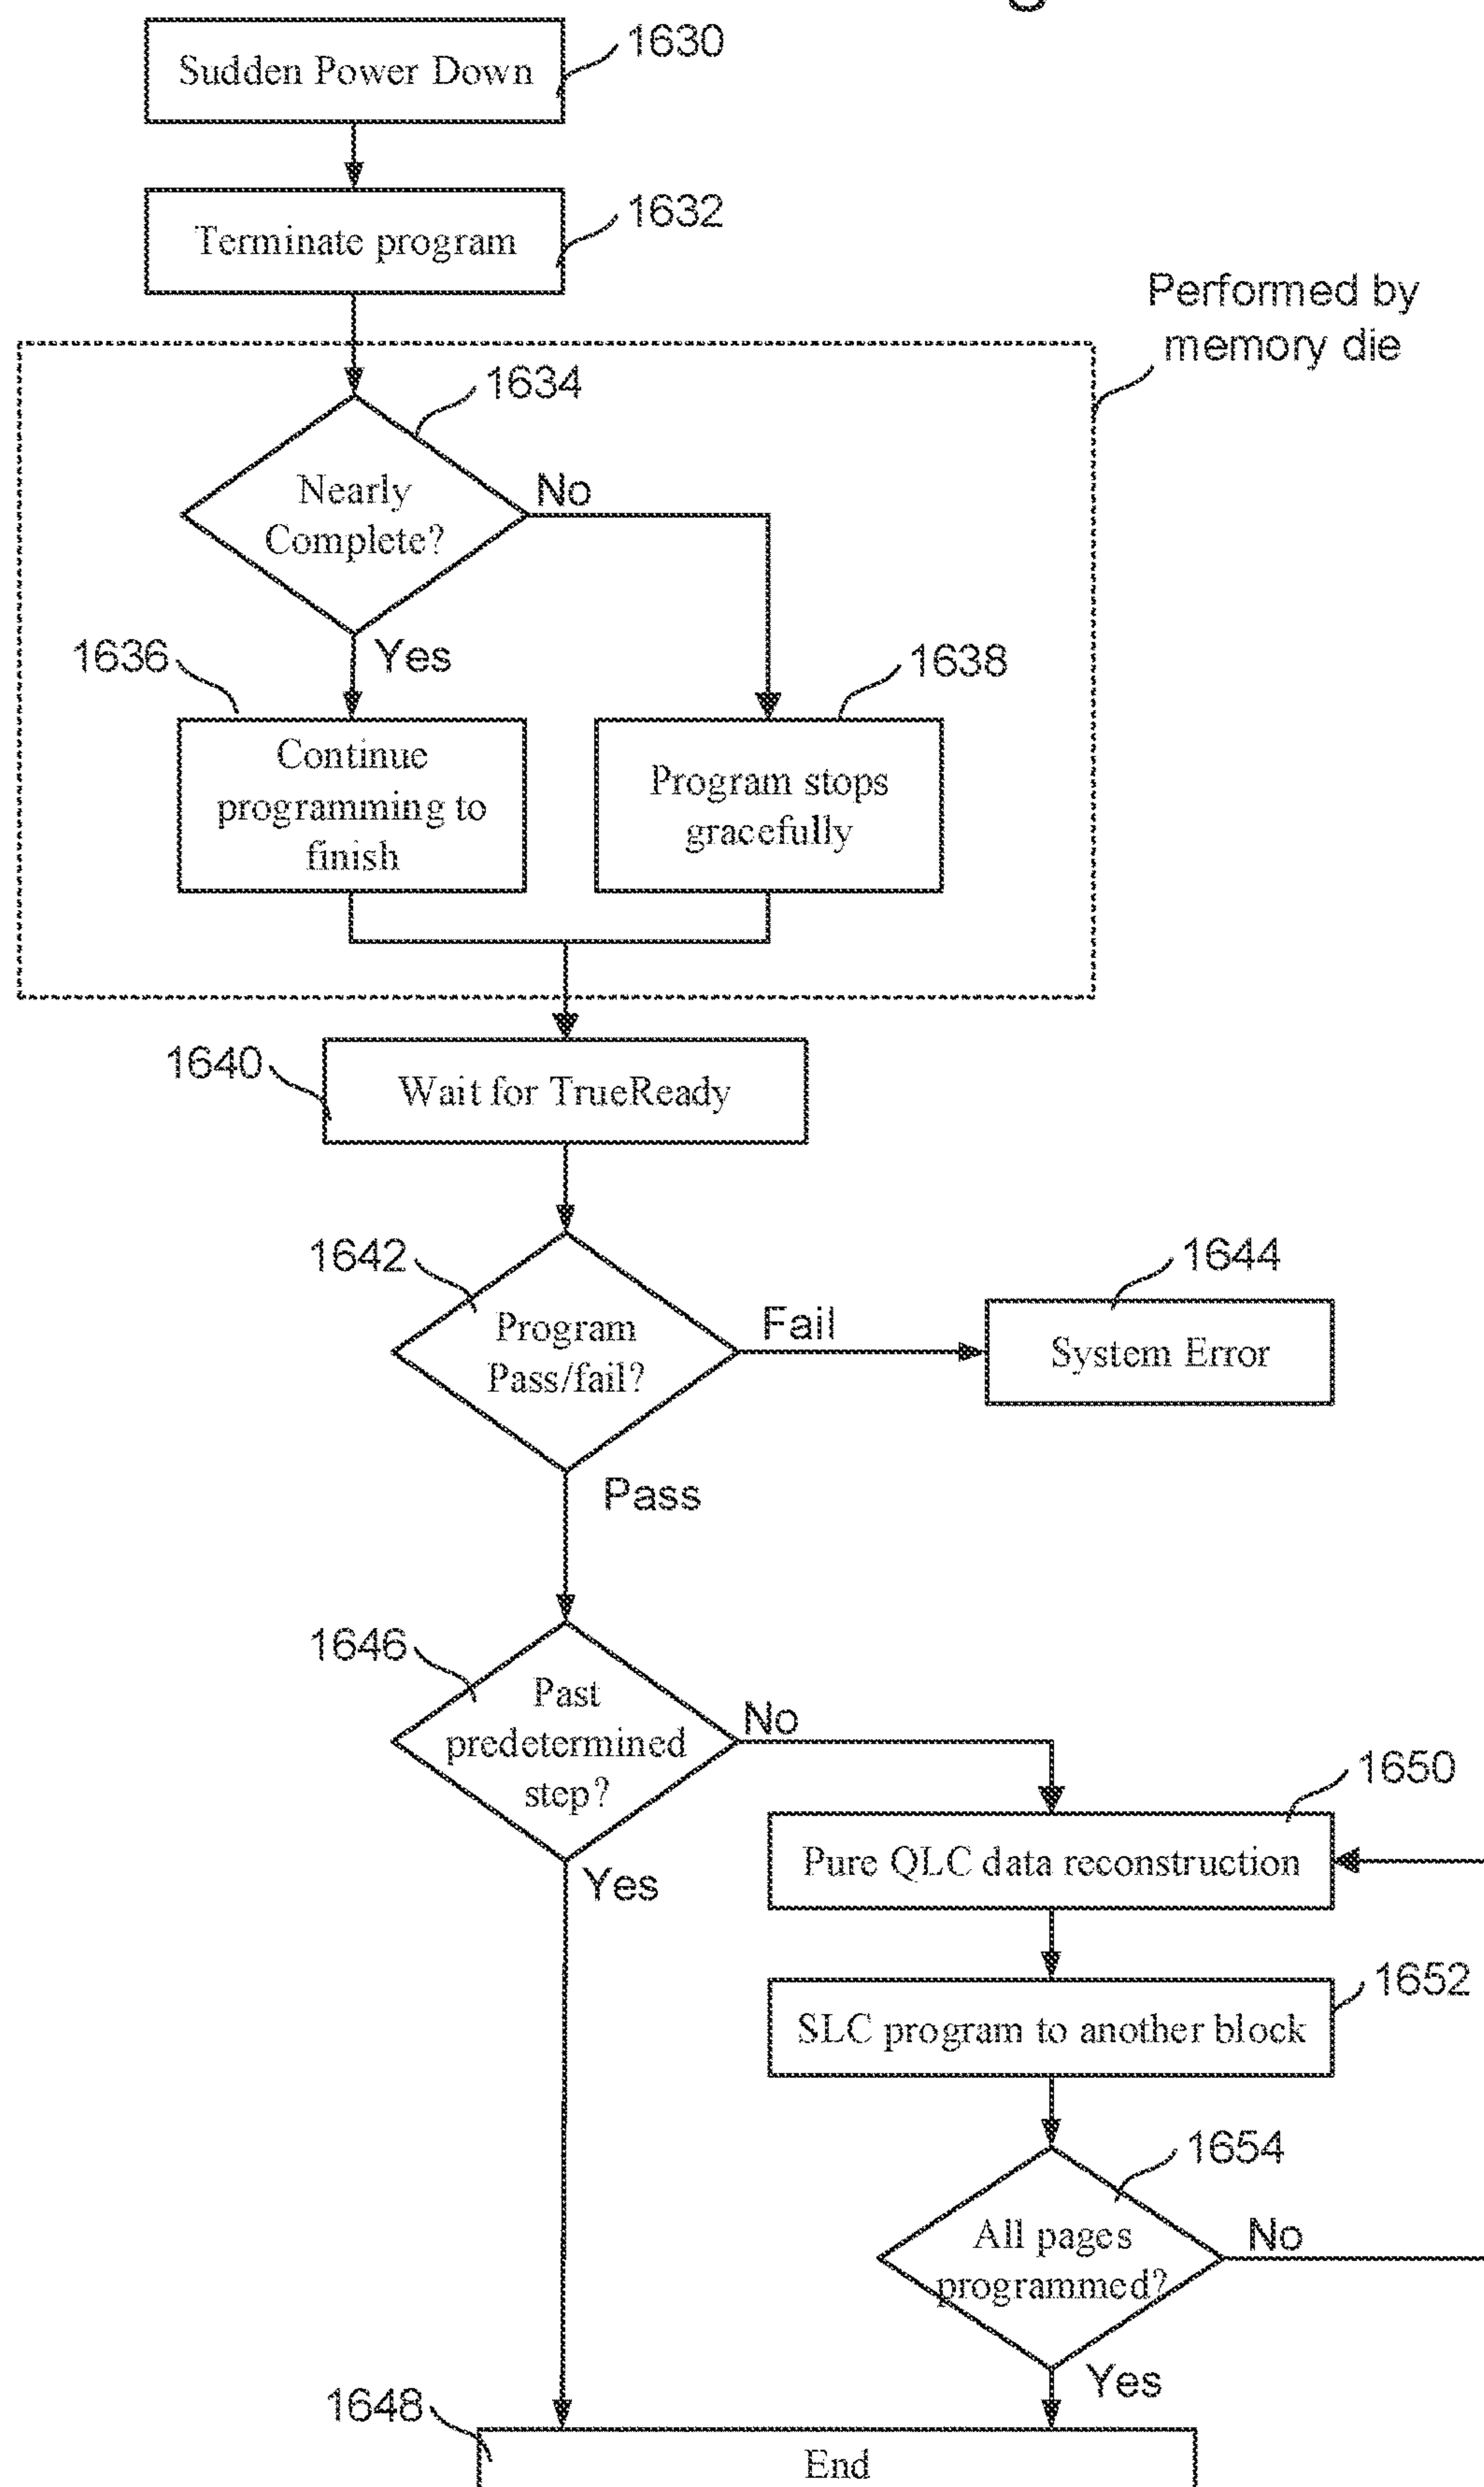 1630
Sudden Power Down
1632
Terminate program
Performed by
memory die
1634
Nearly
Complete?
No
Yes
1636
1638
Continue
programming to
finish
Program stops
gracefully
1640
Wait for TrueReady
1642
Program
Pass/fail?
Fail
1644
System Error
Pass
1646
Past
predetermined
step?
No
Yes
1650
Pure QLC data reconstruction
1652
SLC program to another block
1654
All pages
programmed?
No
Yes
1648
End